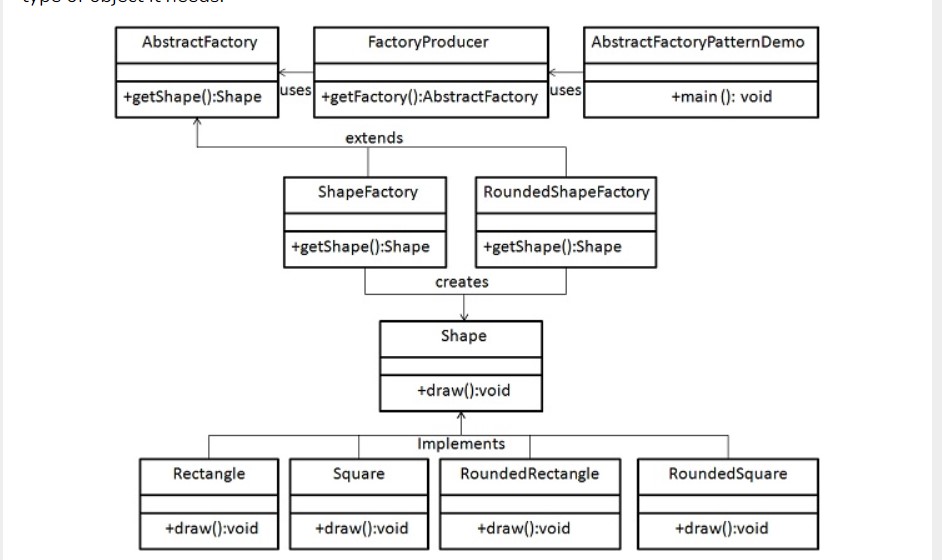 type of object it needs.
AbstractFactory
FactoryProducer
AbstractFactoryPatternDemo
+getShape():Shape
uses
+getFactory():AbstractFactory
uses
+main (): void
extends
ShapeFactory
RoundedShapeFactory
+getShape():Shape
+getShape():Shape
creates
Shape
+draw():void
Implements
Rectangle
Square
RoundedRectangle
RoundedSquare
+draw():void
+draw():void
+draw():void
+draw():void